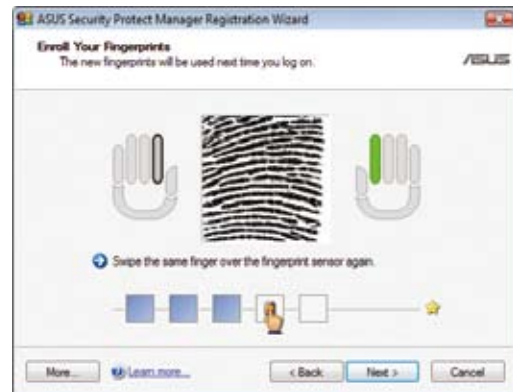 ASUS Security Protect Manager Registration Wizard
Enroll Your Fingerprints
The new fingerprints will be used next time you log on.
ASUS
Swipe the same finger over the fingerprint sensor again.
More... Learn more... < Back Next > Cancel